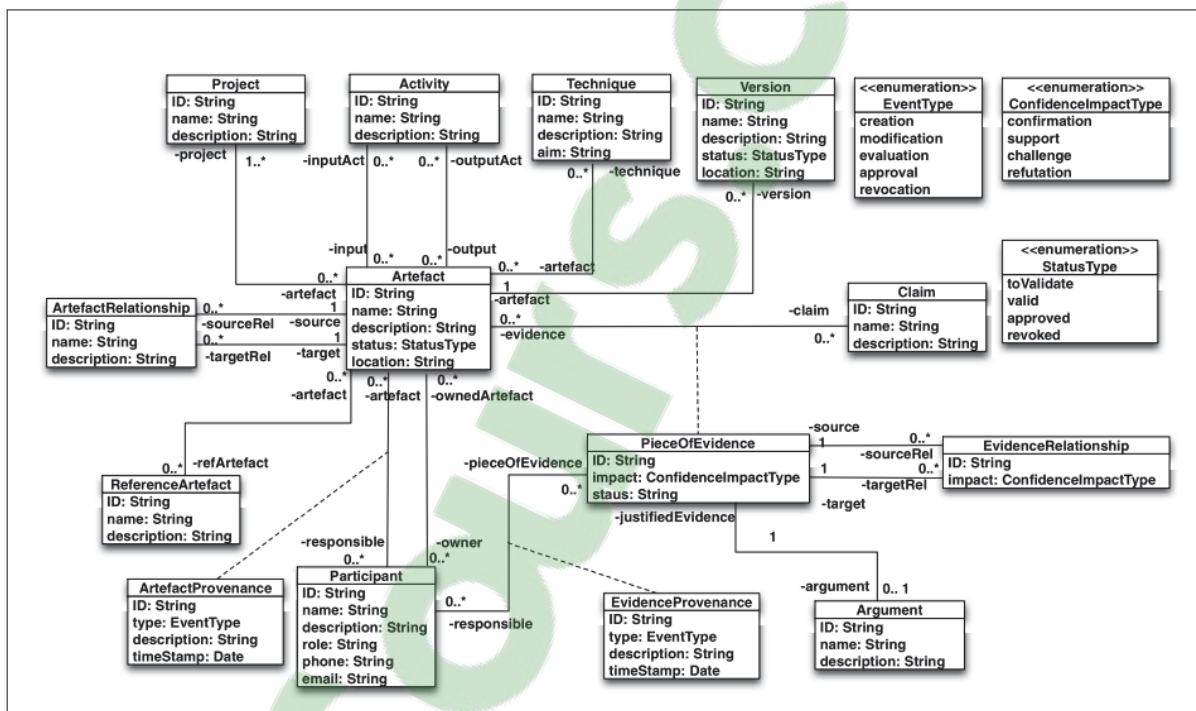 Project
ID: String
name: String
description: String
-project
1..*
Activity
ID: String
name: String
description: String
-inputAct
0..*
0..*
-outputAct
Technique
ID: String
name: String
description: String
aim: String
0..*
-technique
Version
ID: String
name: String
description: String
status: StatusType
location: String
0..*
-version
<<enumeration>>
EventType
creation
modification
evaluation
approval
revocation
<<enumeration>>
ConfidenceImpactType
confirmation
support
challenge
refutation
<<enumeration>>
StatusType
toValidate
valid
approved
revoked
-input
0..*
-output
0..*
0..*
-artefact
0..*
-artefact
1
-artefact
0..*
-evidence
Artefact
ID: String
name: String
description: String
status: StatusType
location: String
ArtefactRelationship
ID: String
name: String
description: String
0..*
-sourceRel
1
-source
0..*
-targetRel
1
-target
-claim
0..*
Claim
ID: String
name: String
description: String
0..*
-artefact
0..*
-artefact
0..*
-ownedArtefact
0..*
-refArtefact
ReferenceArtefact
ID: String
name: String
description: String
-pieceOfEvidence
0..*
PieceOfEvidence
ID: String
impact: ConfidenceImpactType
staus: String
-source
1
0..*
-sourceRel
1
0..*
-targetRel
-target
EvidenceRelationship
ID: String
impact: ConfidenceImpactType
-justifiedEvidence
1
-argument
0.. 1
Argument
ID: String
name: String
description: String
-responsible
0..*
-owner
0..*
ArtefactProvenance
ID: String
type: EventType
description: String
timeStamp: Date
Participant
ID: String
name: String
description: String
role: String
phone: String
email: String
0..*
-responsible
EvidenceProvenance
ID: String
type: EventType
description: String
timeStamp: Date